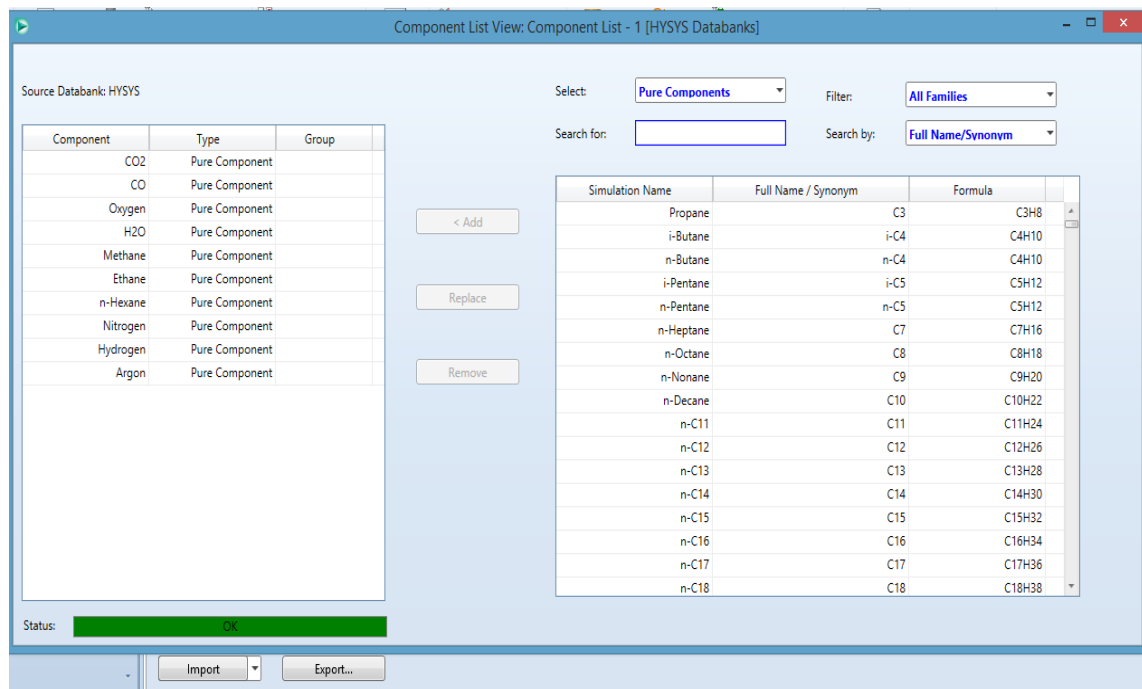 Component List View: Component List - 1 [HYSYS Databanks]
Source Databank: HYSYS
Select: Pure Components Filter: All Families
Search for: Search by: Full Name/Synonym
Component Type Group
CO2 Pure Component
CO Pure Component
Oxygen Pure Component
H2O Pure Component
Methane Pure Component
Ethane Pure Component
n-Hexane Pure Component
Nitrogen Pure Component
Hydrogen Pure Component
Argon Pure Component
< Add
Replace
Remove
Simulation Name Full Name / Synonym Formula
Propane C3 C3H8
i-Butane i-C4 C4H10
n-Butane n-C4 C4H10
i-Pentane i-C5 C5H12
n-Pentane n-C5 C5H12
n-Heptane C7 C7H16
n-Octane C8 C8H18
n-Nonane C9 C9H20
n-Decane C10 C10H22
n-C11 C11 C11H24
n-C12 C12 C12H26
n-C13 C13 C13H28
n-C14 C14 C14H30
n-C15 C15 C15H32
n-C16 C16 C16H34
n-C17 C17 C17H36
n-C18 C18 C18H38
Status: OK
Import Export...